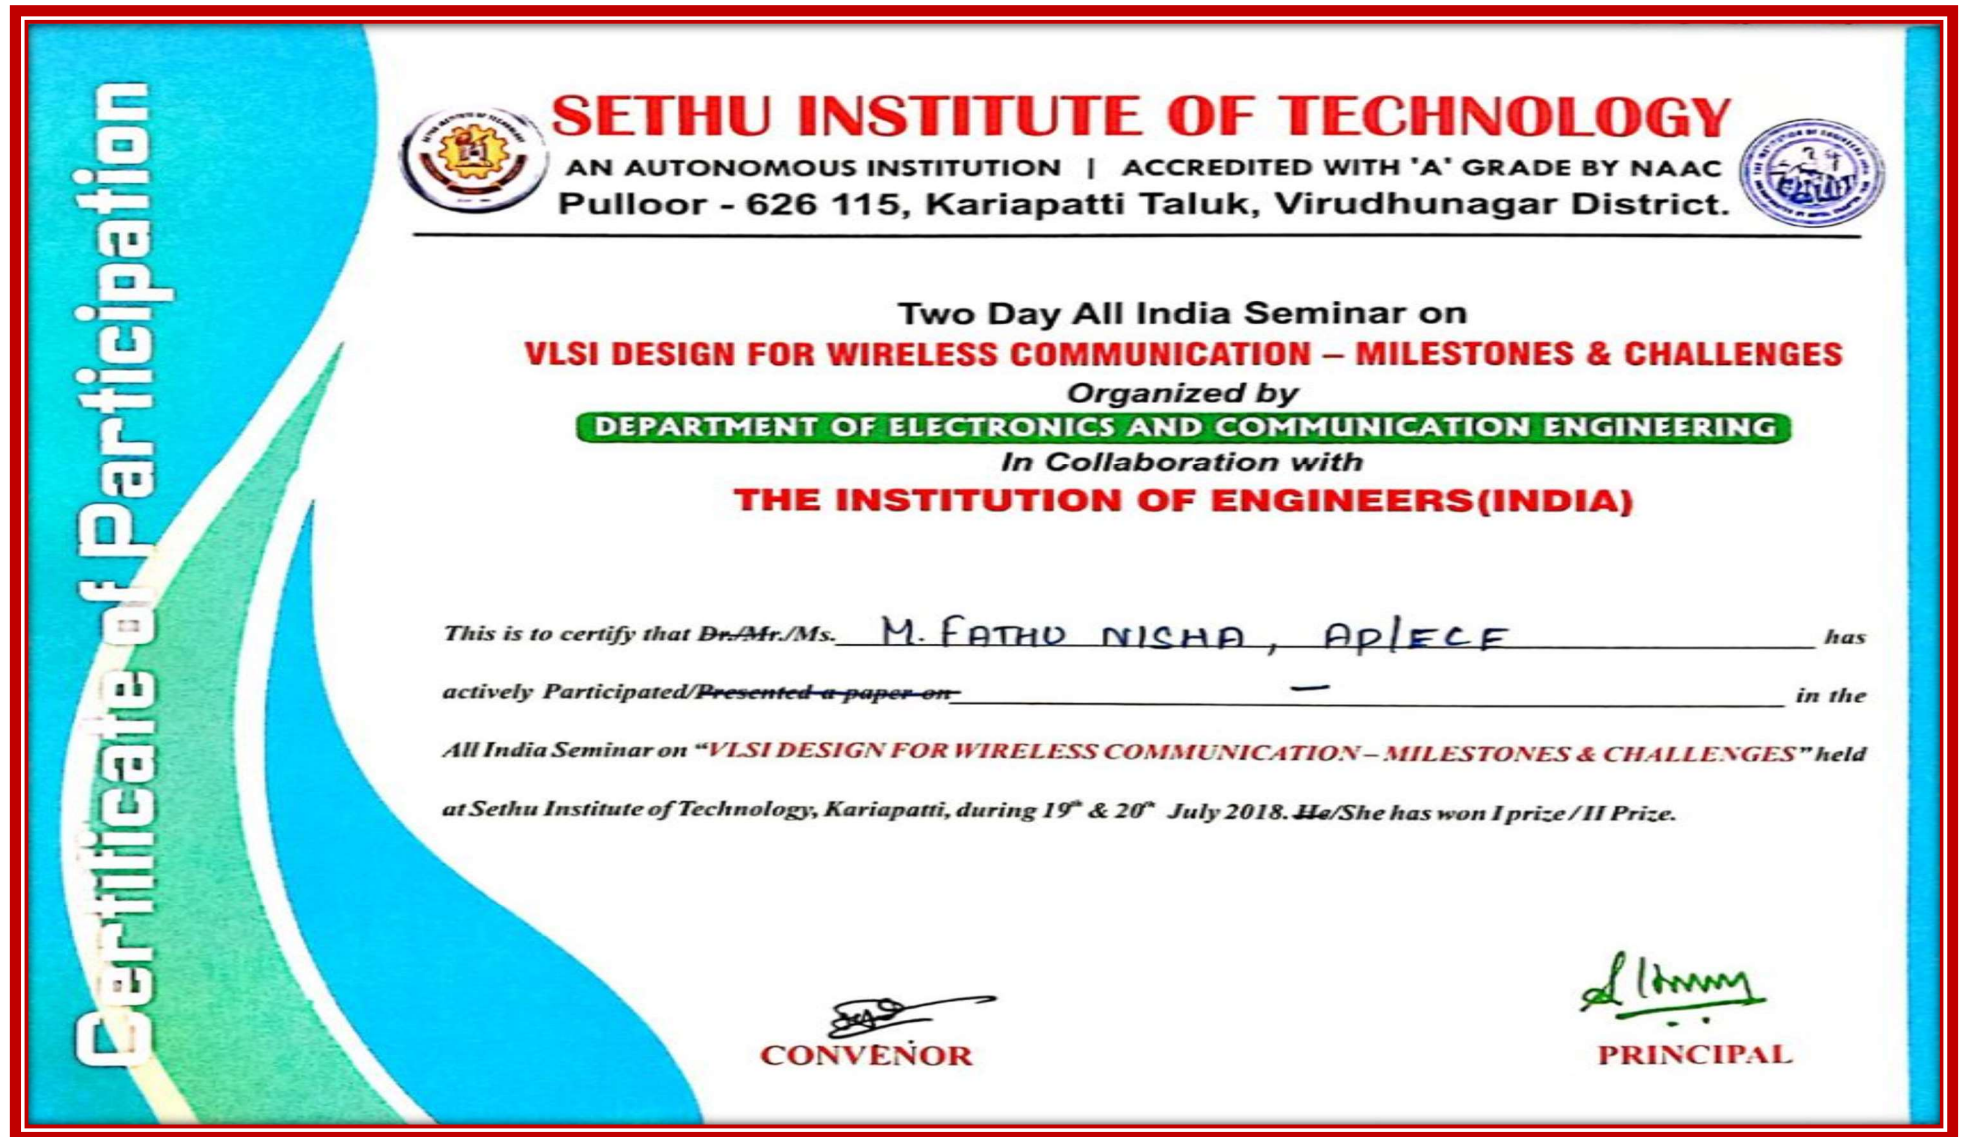 Certificate of Participation
SETHU INSTITUTE OF TECHNOLOGY
AN AUTONOMOUS INSTITUTION | ACCREDITED WITH 'A' GRADE BY NAAC
Pulloor - 626 115, Kariapatti Taluk, Virudhunagar District.
Two Day All India Seminar on
VLSI DESIGN FOR WIRELESS COMMUNICATION – MILESTONES & CHALLENGES
Organized by
DEPARTMENT OF ELECTRONICS AND COMMUNICATION ENGINEERING
In Collaboration with
THE INSTITUTION OF ENGINEERS(INDIA)
This is to certify that Dr./Mr./Ms. M. FATHU NISHA, AP/ECE has
actively Participated/Presented a paper on – in the
All India Seminar on “VLSI DESIGN FOR WIRELESS COMMUNICATION – MILESTONES & CHALLENGES” held
at Sethu Institute of Technology, Kariapatti, during 19th & 20th July 2018. He/She has won I prize / II Prize.
CONVENOR
PRINCIPAL